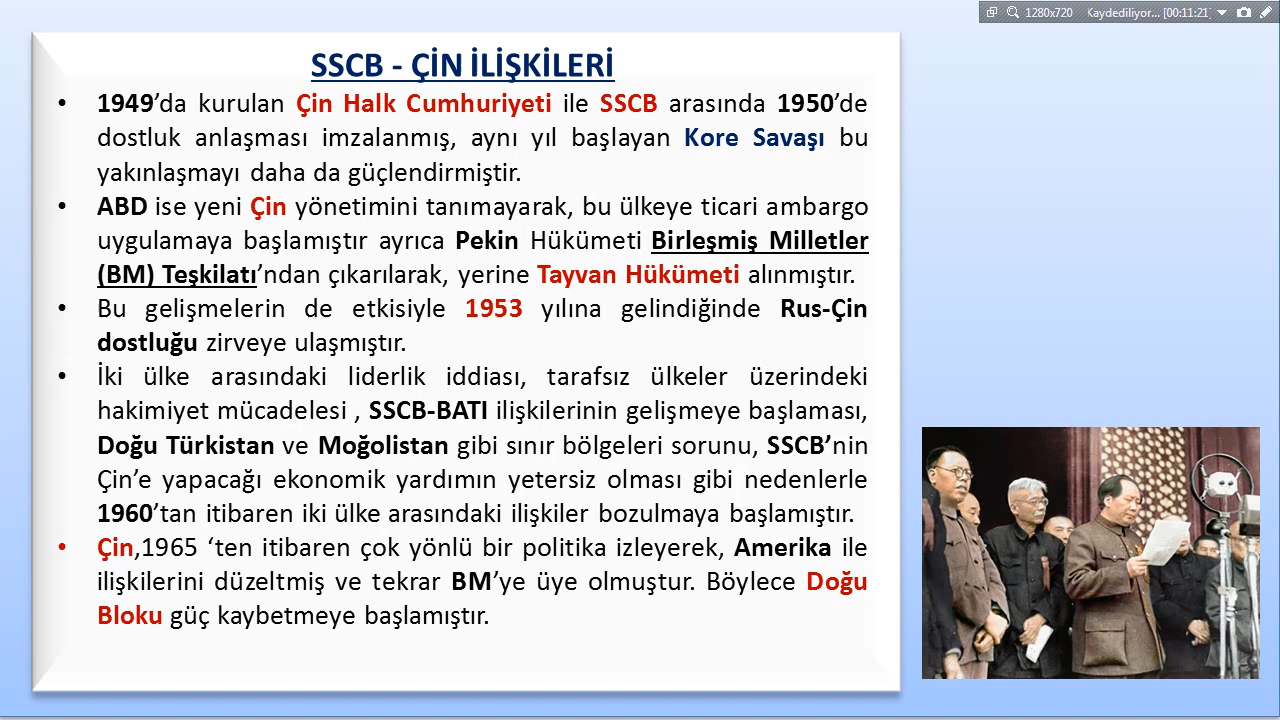 1280x720 Kaydediliyor... [00:11:21]
SSCB - ÇİN İLİŞKİLERİ
• 1949’da kurulan Çin Halk Cumhuriyeti ile SSCB arasında 1950’de
dostluk anlaşması imzalanmış, aynı yıl başlayan Kore Savaşı bu
yakınlaşmayı daha da güçlendirmiştir.
• ABD ise yeni Çin yönetimini tanımayarak, bu ülkeye ticari ambargo
uygulamaya başlamıştır ayrıca Pekin Hükümeti Birleşmiş Milletler
(BM) Teşkilatı’ndan çıkarılarak, yerine Tayvan Hükümeti alınmıştır.
• Bu gelişmelerin de etkisiyle 1953 yılına gelindiğinde Rus-Çin
dostluğu zirveye ulaşmıştır.
• İki ülke arasındaki liderlik iddiası, tarafsız ülkeler üzerindeki
hakimiyet mücadelesi , SSCB-BATI ilişkilerinin gelişmeye başlaması,
Doğu Türkistan ve Moğolistan gibi sınır bölgeleri sorunu, SSCB’nin
Çin’e yapacağı ekonomik yardımın yetersiz olması gibi nedenlerle
1960’tan itibaren iki ülke arasındaki ilişkiler bozulmaya başlamıştır.
• Çin,1965 ‘ten itibaren çok yönlü bir politika izleyerek, Amerika ile
ilişkilerini düzeltmiş ve tekrar BM’ye üye olmuştur. Böylece Doğu
Bloku güç kaybetmeye başlamıştır.